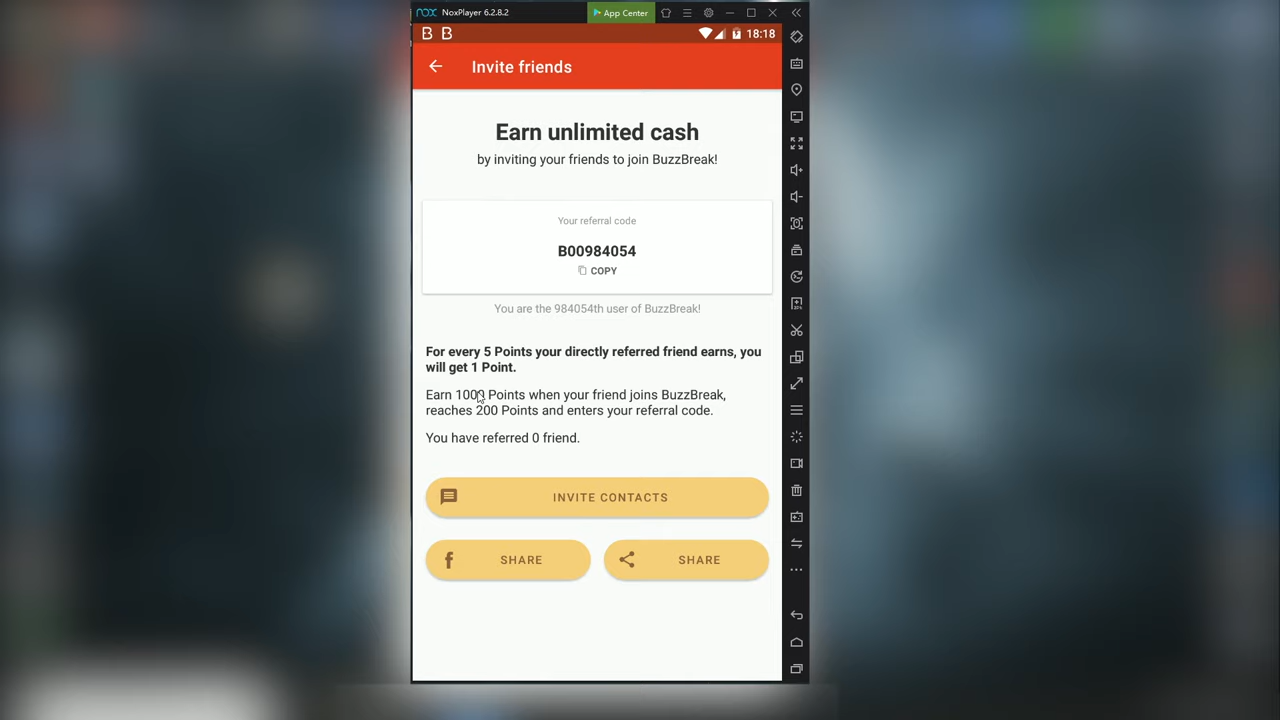 nox NoxPlayer 6.2.8.2 App Center
B B 18:18
Invite friends
Earn unlimited cash
by inviting your friends to join BuzzBreak!
Your referral code
B00984054
COPY
You are the 984054th user of BuzzBreak!
For every 5 Points your directly referred friend earns, you
will get 1 Point.
Earn 1000 Points when your friend joins BuzzBreak,
reaches 200 Points and enters your referral code.
You have referred 0 friend.
INVITE CONTACTS
SHARE SHARE